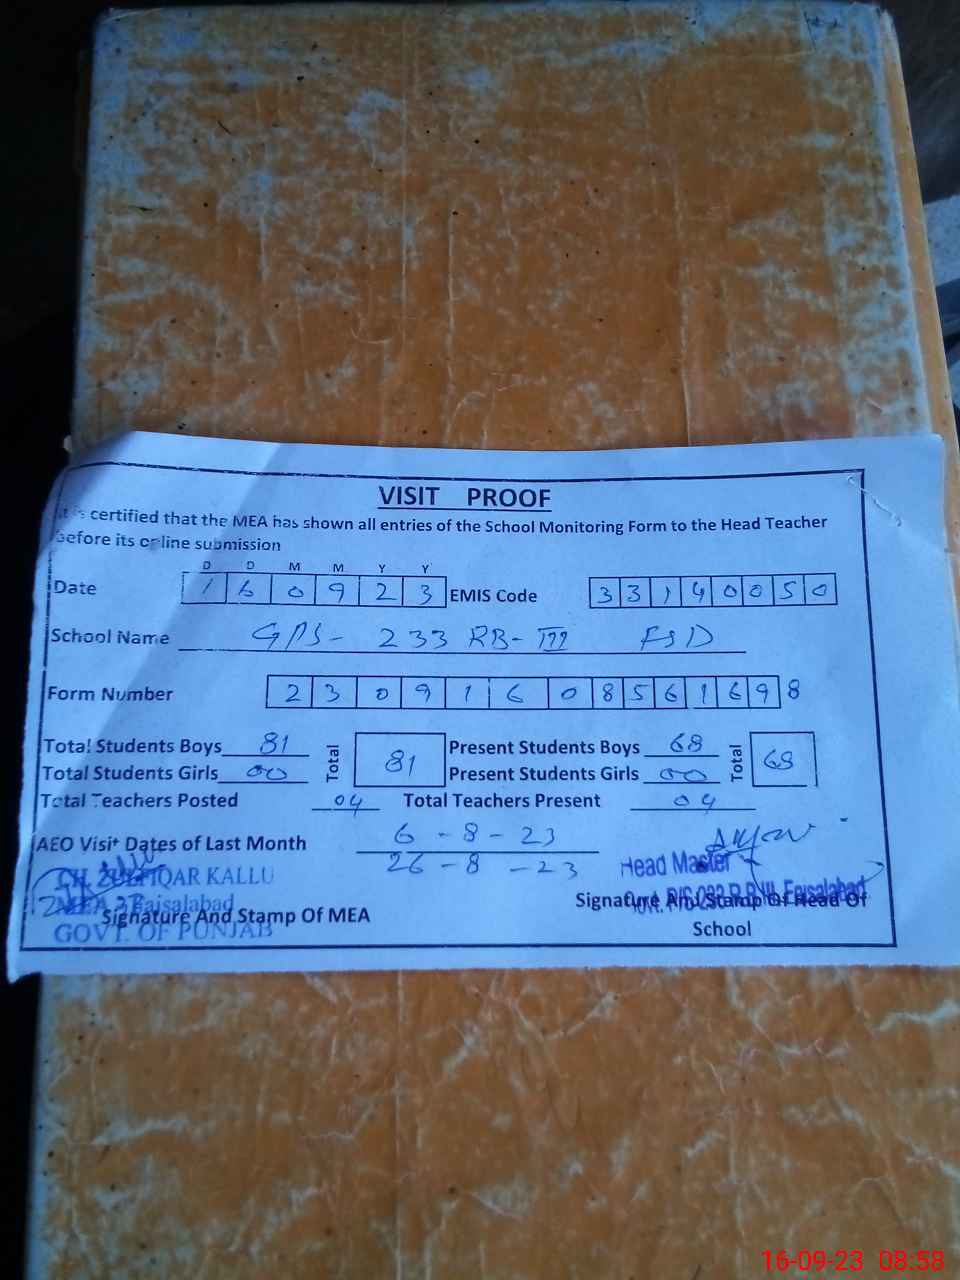 VISIT PROOF
It is certified that the MEA has shown all entries of the School Monitoring Form to the Head Teacher
before its online submission
D D M M Y Y
Date 1 6 0 9 2 3 EMIS Code 3 3 1 4 0 0 5 0
School Name GPS- 233 RB-III FSD
Form Number 2 3 0 9 1 6 0 8 5 6 1 6 9 8
Total Students Boys 81 Total 81 Present Students Boys 68 Total 68
Total Students Girls 00 Present Students Girls 00
Total Teachers Posted 04 Total Teachers Present 04
AEO Visit Dates of Last Month 6 - 8 - 23
26 - 8 - 23
Head Master
CH. ZULFIQAR KALLU
MEA Faisalabad
GOVT. OF PUNJAB
Signature And Stamp Of MEA
Govt. P/S 233 R.B III Faisalabad
Signature And Stamp Of Head Of
School
16-09-23 08:58